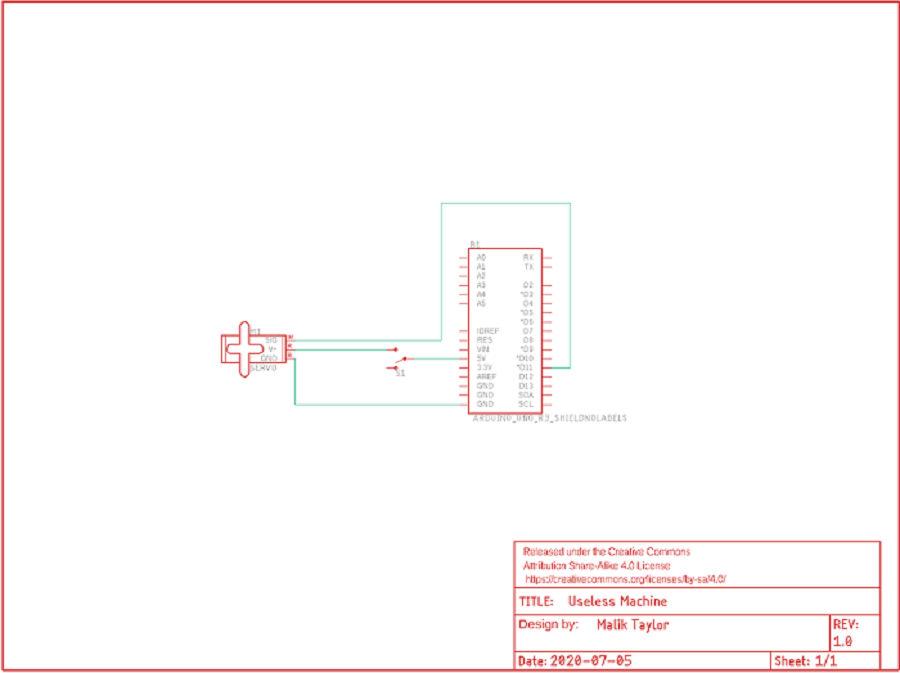 B1
A0 RX
A1 TX
A2
A3 D2
A4 *D3
A5 D4
*D5
*D6
IOREF D7
RES D8
VIN *D9
5V *D10
3.3V *D11
AREF D12
GND D13
GND SDA
GND SCL
ARDUINO_UNO_R3_SHIELDNOLABELS
SIG
V+
GND
SERVO
S1
Released under the Creative Commons
Attribution Share-Alike 4.0 License
https://creativecommons.org/licenses/by-sa/4.0/
TITLE: Useless Machine
Design by: Malik Taylor
REV:
1.0
Date: 2020-07-05
Sheet: 1/1